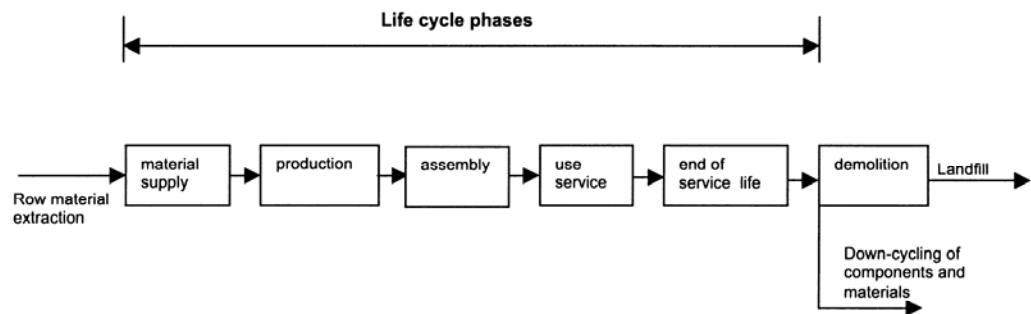 Life cycle phases
Row material
extraction
material
supply
production
assembly
use
service
end of
service life
demolition
Landfill
Down-cycling of
components and
materials